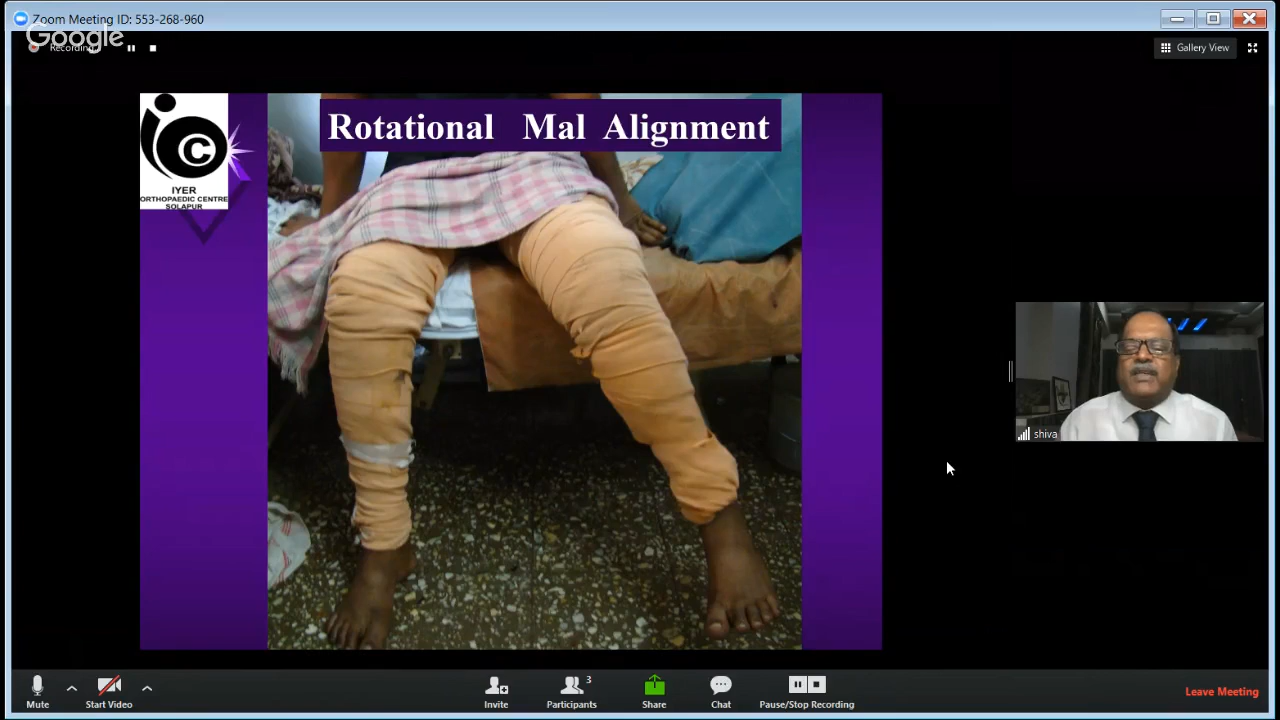 Zoom Meeting ID: 553-268-960
Google
Recording
Gallery View
Rotational Mal Alignment
C
IYER
ORTHOPAEDIC CENTRE
SOLAPUR
shiva
Mute
Start Video
Invite
Participants
3
Share
Chat
Pause/Stop Recording
Leave Meeting